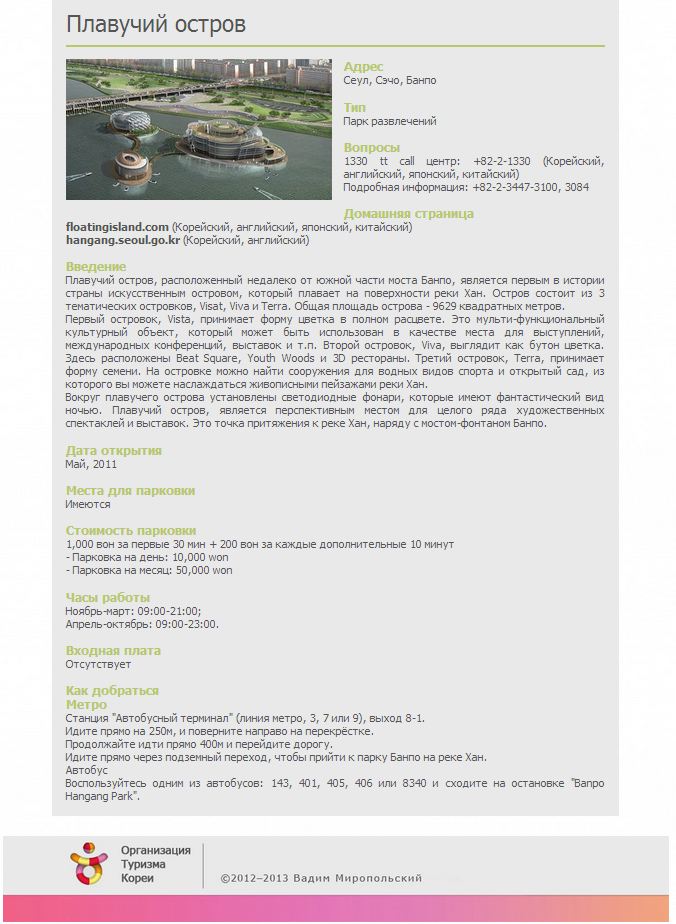 Плавучий остров
Адрес
Сеул, Сэчо, Банпо
Тип
Парк развлечений
Вопросы
1330 tt call центр: +82-2-1330 (Корейский,
английский, японский, китайский)
Подробная информация: +82-2-3447-3100, 3084
Домашняя страница
floatingisland.com (Корейский, английский, японский, китайский)
hangang.seoul.go.kr (Корейский, английский)
Введение
Плавучий остров, расположенный недалеко от южной части моста Банпо, является первым в истории
страны искусственным островом, который плавает на поверхности реки Хан. Остров состоит из 3
тематических островков, Visat, Viva и Terra. Общая площадь острова - 9629 квадратных метров.
Первый островок, Vista, принимает форму цветка в полном расцвете. Это мульти-функциональный
культурный объект, который может быть использован в качестве места для выступлений,
международных конференций, выставок и т.п. Второй островок, Viva, выглядит как бутон цветка.
Здесь расположены Beat Square, Youth Woods и 3D рестораны. Третий островок, Terra, принимает
форму семени. На островке можно найти сооружения для водных видов спорта и открытый сад, из
которого вы можете наслаждаться живописными пейзажами реки Хан.
Вокруг плавучего острова установлены светодиодные фонари, которые имеют фантастический вид
ночью. Плавучий остров, является перспективным местом для целого ряда художественных
спектаклей и выставок. Это точка притяжения к реке Хан, наряду с мостом-фонтаном Банпо.
Дата открытия
Май, 2011
Места для парковки
Имеются
Стоимость парковки
1,000 вон за первые 30 мин + 200 вон за каждые дополнительные 10 минут
- Парковка на день: 10,000 won
- Парковка на месяц: 50,000 won
Часы работы
Ноябрь-март: 09:00-21:00;
Апрель-октябрь: 09:00-23:00.
Входная плата
Отсутствует
Как добраться
Метро
Станция "Автобусный терминал" (линия метро, 3, 7 или 9), выход 8-1.
Идите прямо на 250м, и поверните направо на перекрёстке.
Продолжайте идти прямо 400м и перейдите дорогу.
Идите прямо через подземный переход, чтобы прийти к парку Банпо на реке Хан.
Автобус
Воспользуйтесь одним из автобусов: 143, 401, 405, 406 или 8340 и сходите на остановке "Banpo
Hangang Park".
Организация
Туризма
Кореи
©2012–2013 Вадим Миропольский